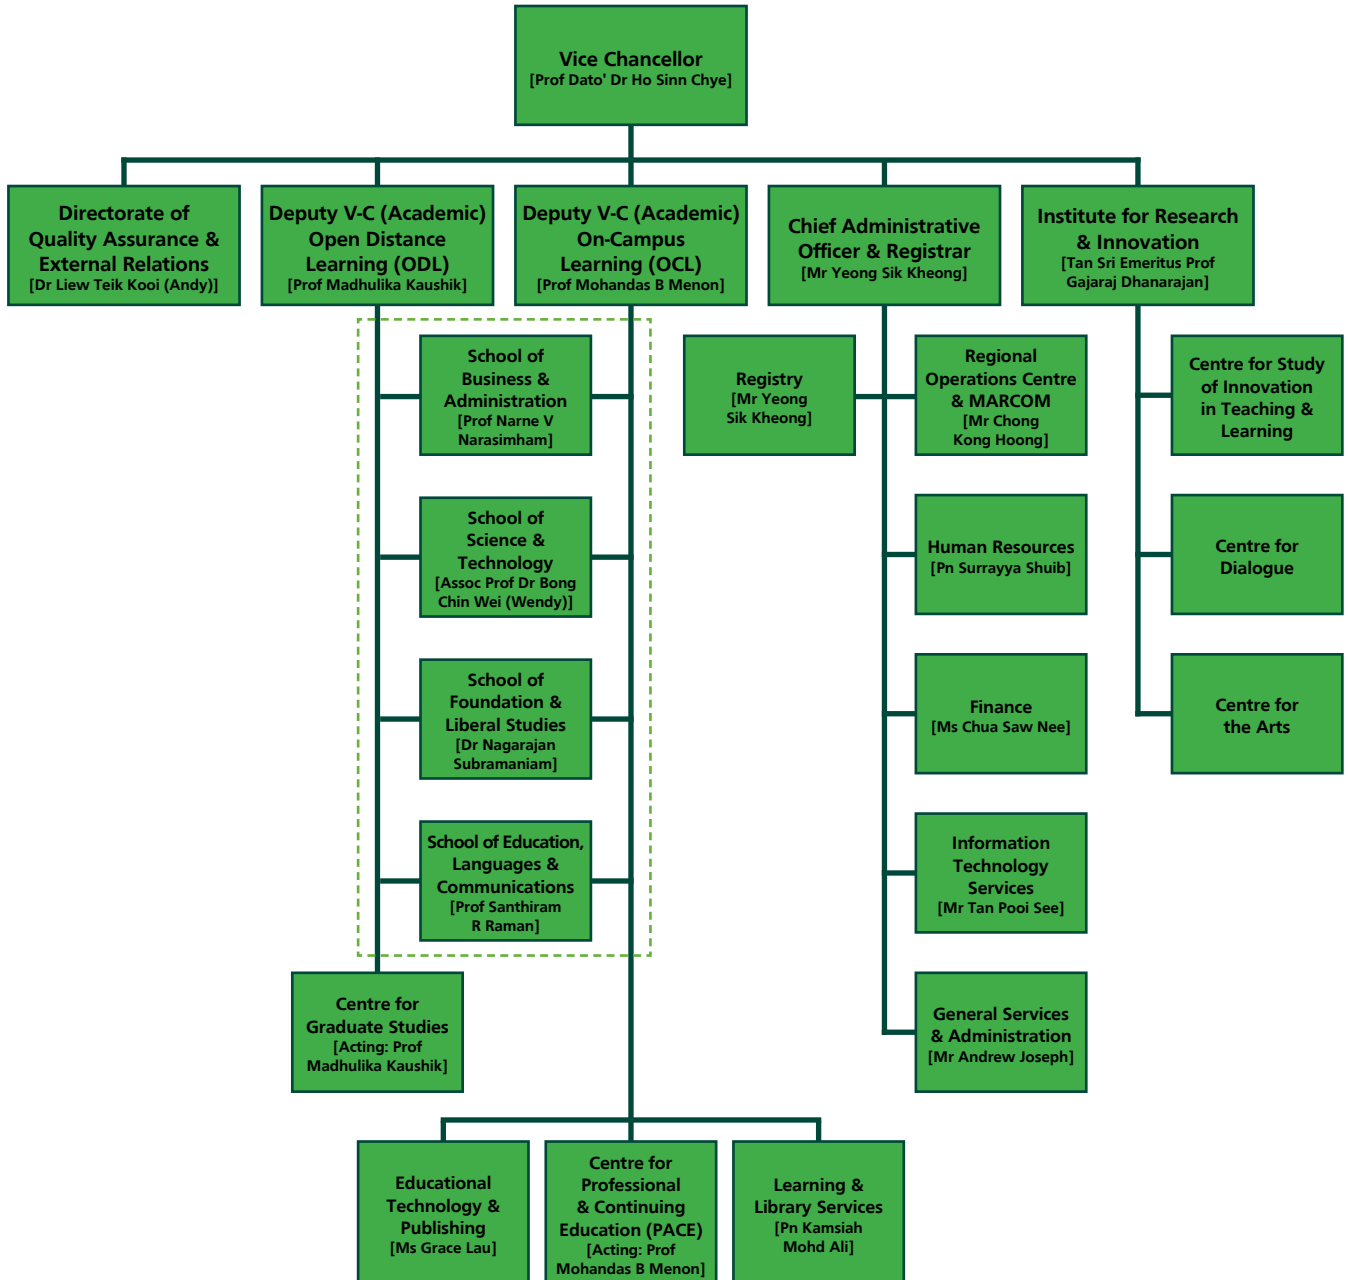 Vice Chancellor
[Prof Dato' Dr Ho Sinn Chye]
Directorate of
Quality Assurance &
External Relations
[Dr Liew Teik Kooi (Andy)]
Deputy V-C (Academic)
Open Distance
Learning (ODL)
[Prof Madhulika Kaushik]
Deputy V-C (Academic)
On-Campus
Learning (OCL)
[Prof Mohandas B Menon]
Chief Administrative
Officer & Registrar
[Mr Yeong Sik Kheong]
Institute for Research
& Innovation
[Tan Sri Emeritus Prof
Gajaraj Dhanarajan]
School of
Business &
Administration
[Prof Narne V
Narasimham]
Registry
[Mr Yeong
Sik Kheong]
Regional
Operations Centre
& MARCOM
[Mr Chong
Kong Hoong]
Centre for Study
of Innovation
in Teaching &
Learning
School of
Science &
Technology
[Assoc Prof Dr Bong
Chin Wei (Wendy)]
Human Resources
[Pn Surrayya Shuib]
Centre for
Dialogue
School of
Foundation &
Liberal Studies
[Dr Nagarajan
Subramaniam]
Finance
[Ms Chua Saw Nee]
Centre for
the Arts
School of Education,
Languages &
Communications
[Prof Santhiram
R Raman]
Information
Technology
Services
[Mr Tan Pooi See]
Centre for
Graduate Studies
[Acting: Prof
Madhulika Kaushik]
General Services
& Administration
[Mr Andrew Joseph]
Educational
Technology &
Publishing
[Ms Grace Lau]
Centre for
Professional
& Continuing
Education (PACE)
[Acting: Prof
Mohandas B Menon]
Learning &
Library Services
[Pn Kamsiah
Mohd Ali]